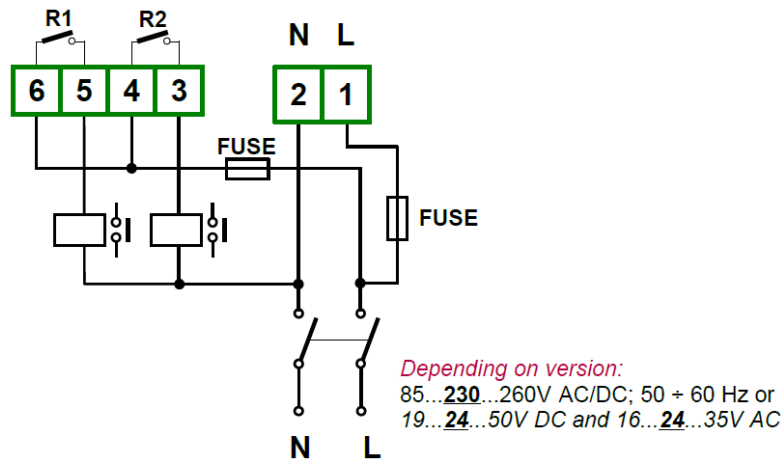 R1 R2
N L
6 5 4 3 2 1
FUSE
FUSE
Depending on version:
85...230...260V AC/DC; 50 ÷ 60 Hz or
19...24...50V DC and 16...24...35V AC
N L